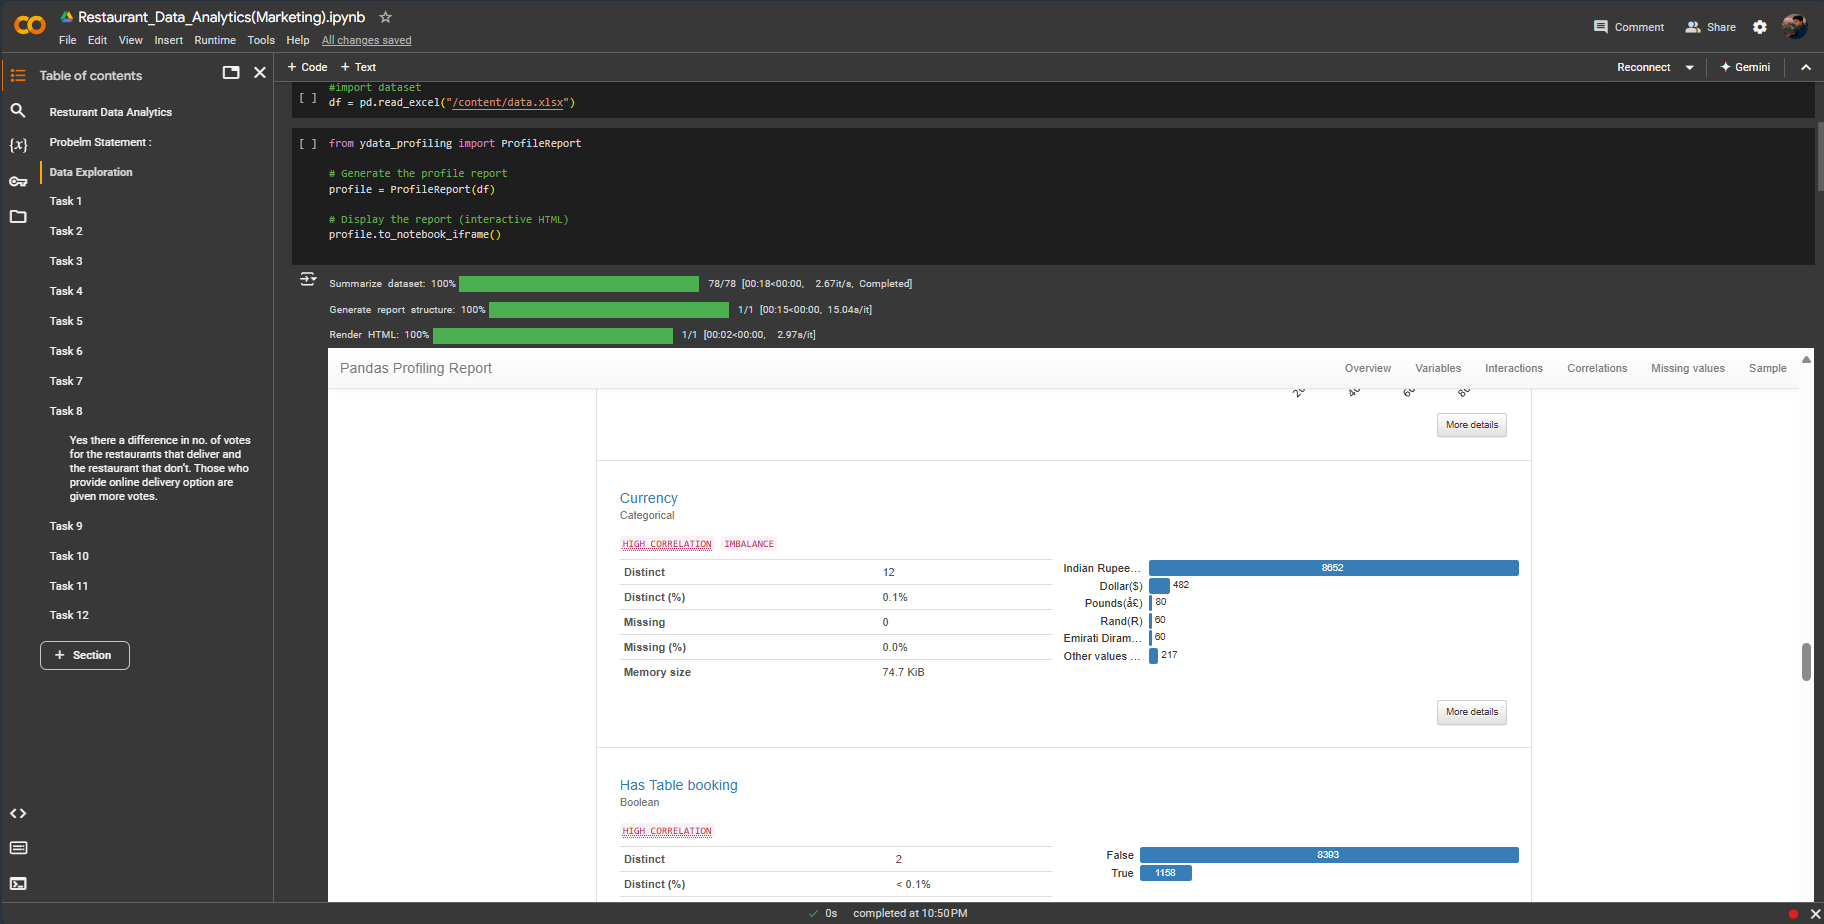 Restaurant_Data_Analytics(Marketing).ipynb
File Edit View Insert Runtime Tools Help All changes saved
Comment Share
Table of contents
+ Code + Text
Reconnect Gemini
Resturant Data Analytics
Probelm Statement :
Data Exploration
Task 1
Task 2
Task 3
Task 4
Task 5
Task 6
Task 7
Task 8
Yes there a difference in no. of votes
for the restaurants that deliver and
the restaurant that don't. Those who
provide online delivery option are
given more votes.
Task 9
Task 10
Task 11
Task 12
+ Section
{x}
[ ] #import dataset
df = pd.read_excel("/content/data.xlsx")
[ ] from ydata_profiling import ProfileReport
# Generate the profile report
profile = ProfileReport(df)
# Display the report (interactive HTML)
profile.to_notebook_iframe()
Summarize dataset: 100% 78/78 [00:18<00:00, 2.67it/s, Completed]
Generate report structure: 100% 1/1 [00:15<00:00, 15.04s/it]
Render HTML: 100% 1/1 [00:02<00:00, 2.97s/it]
Pandas Profiling Report
Overview Variables Interactions Correlations Missing values Sample
More details
Currency
Categorical
HIGH CORRELATION IMBALANCE
Distinct 12
Distinct (%) 0.1%
Missing 0
Missing (%) 0.0%
Memory size 74.7 KiB
Indian Rupee... 8652
Dollar($) 482
Pounds(å£) 80
Rand(R) 60
Emirati Diram... 60
Other values ... 217
More details
Has Table booking
Boolean
HIGH CORRELATION
Distinct 2
Distinct (%) < 0.1%
False 8393
True 1158
0s completed at 10:50 PM